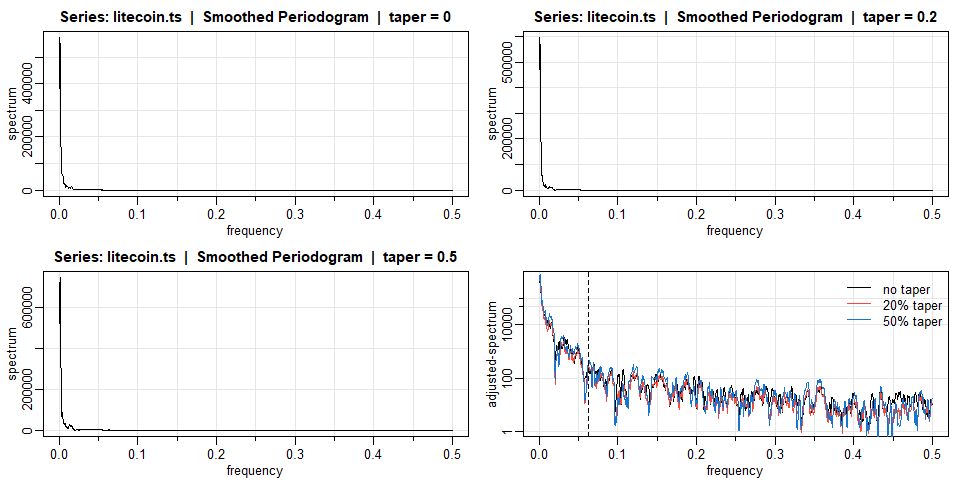 Series: litecoin.ts | Smoothed Periodogram | taper = 0
spectrum
0
200000
400000
0.0 0.1 0.2 0.3 0.4 0.5
frequency
Series: litecoin.ts | Smoothed Periodogram | taper = 0.2
spectrum
0
200000
500000
0.0 0.1 0.2 0.3 0.4 0.5
frequency
Series: litecoin.ts | Smoothed Periodogram | taper = 0.5
spectrum
0
200000
600000
0.0 0.1 0.2 0.3 0.4 0.5
frequency
adjusted-spectrum
1
100
10000
no taper
20% taper
50% taper
0.0 0.1 0.2 0.3 0.4 0.5
frequency